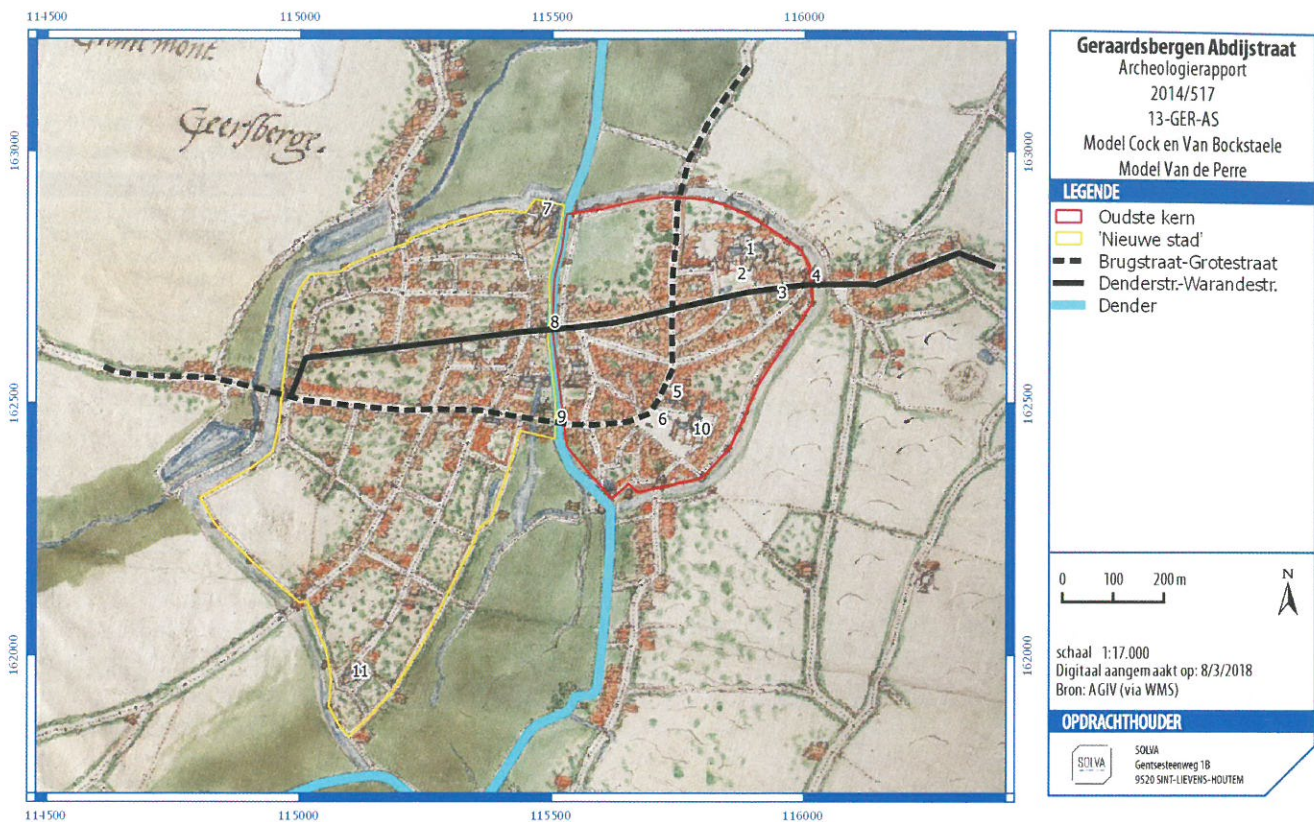 114500
115000
115500
116000
163000
162500
162000
163000
162500
162000
Geersberge.
7
1
2
3
4
8
5
6
9
10
11
114500
115000
115500
116000
Geraardsbergen Abdijstraat
Archeologierapport
2014/517
13-GER-AS
Model Cock en Van Bockstaele
Model Van de Perre
LEGENDE
Oudste kern
'Nieuwe stad'
Brugstraat-Grotestraat
Denderstr.-Warandestr.
Dender
0 100 200 m
N
schaal 1:17.000
Digitaal aangemaakt op: 8/3/2018
Bron: AGIV (via WMS)
OPDRACHTHOUDER
SOLVA
SOLVA
Gentsesteenweg 1B
9520 SINT-LIEVENS-HOUTEM